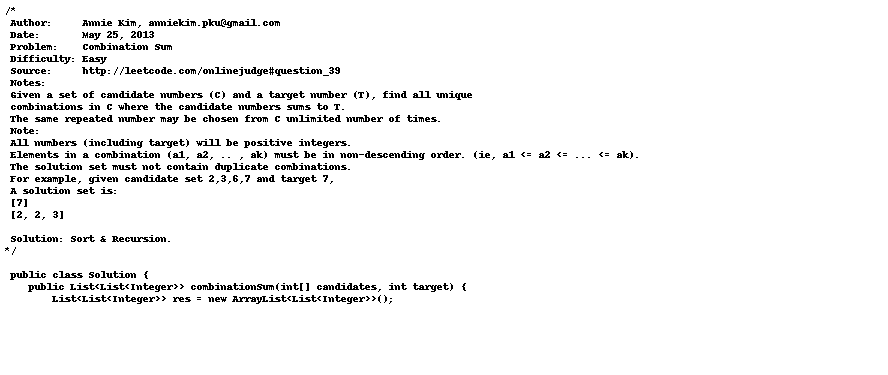 /*
Author:     Annie Kim, anniekim.pku@gmail.com
Date:       May 25, 2013
Problem:    Combination Sum
Difficulty: Easy
Source:     http://leetcode.com/onlinejudge#question_39
Notes:
Given a set of candidate numbers (C) and a target number (T), find all unique
combinations in C where the candidate numbers sums to T.
The same repeated number may be chosen from C unlimited number of times.
Note:
All numbers (including target) will be positive integers.
Elements in a combination (a1, a2, .. , ak) must be in non-descending order. (ie, a1 <= a2 <= ... <= ak).
The solution set must not contain duplicate combinations.
For example, given candidate set 2,3,6,7 and target 7,
A solution set is:
[7]
[2, 2, 3]
Solution: Sort & Recursion.
*/
public class Solution {
public List<List<Integer>> combinationSum(int[] candidates, int target) {
List<List<Integer>> res = new ArrayList<List<Integer>>();